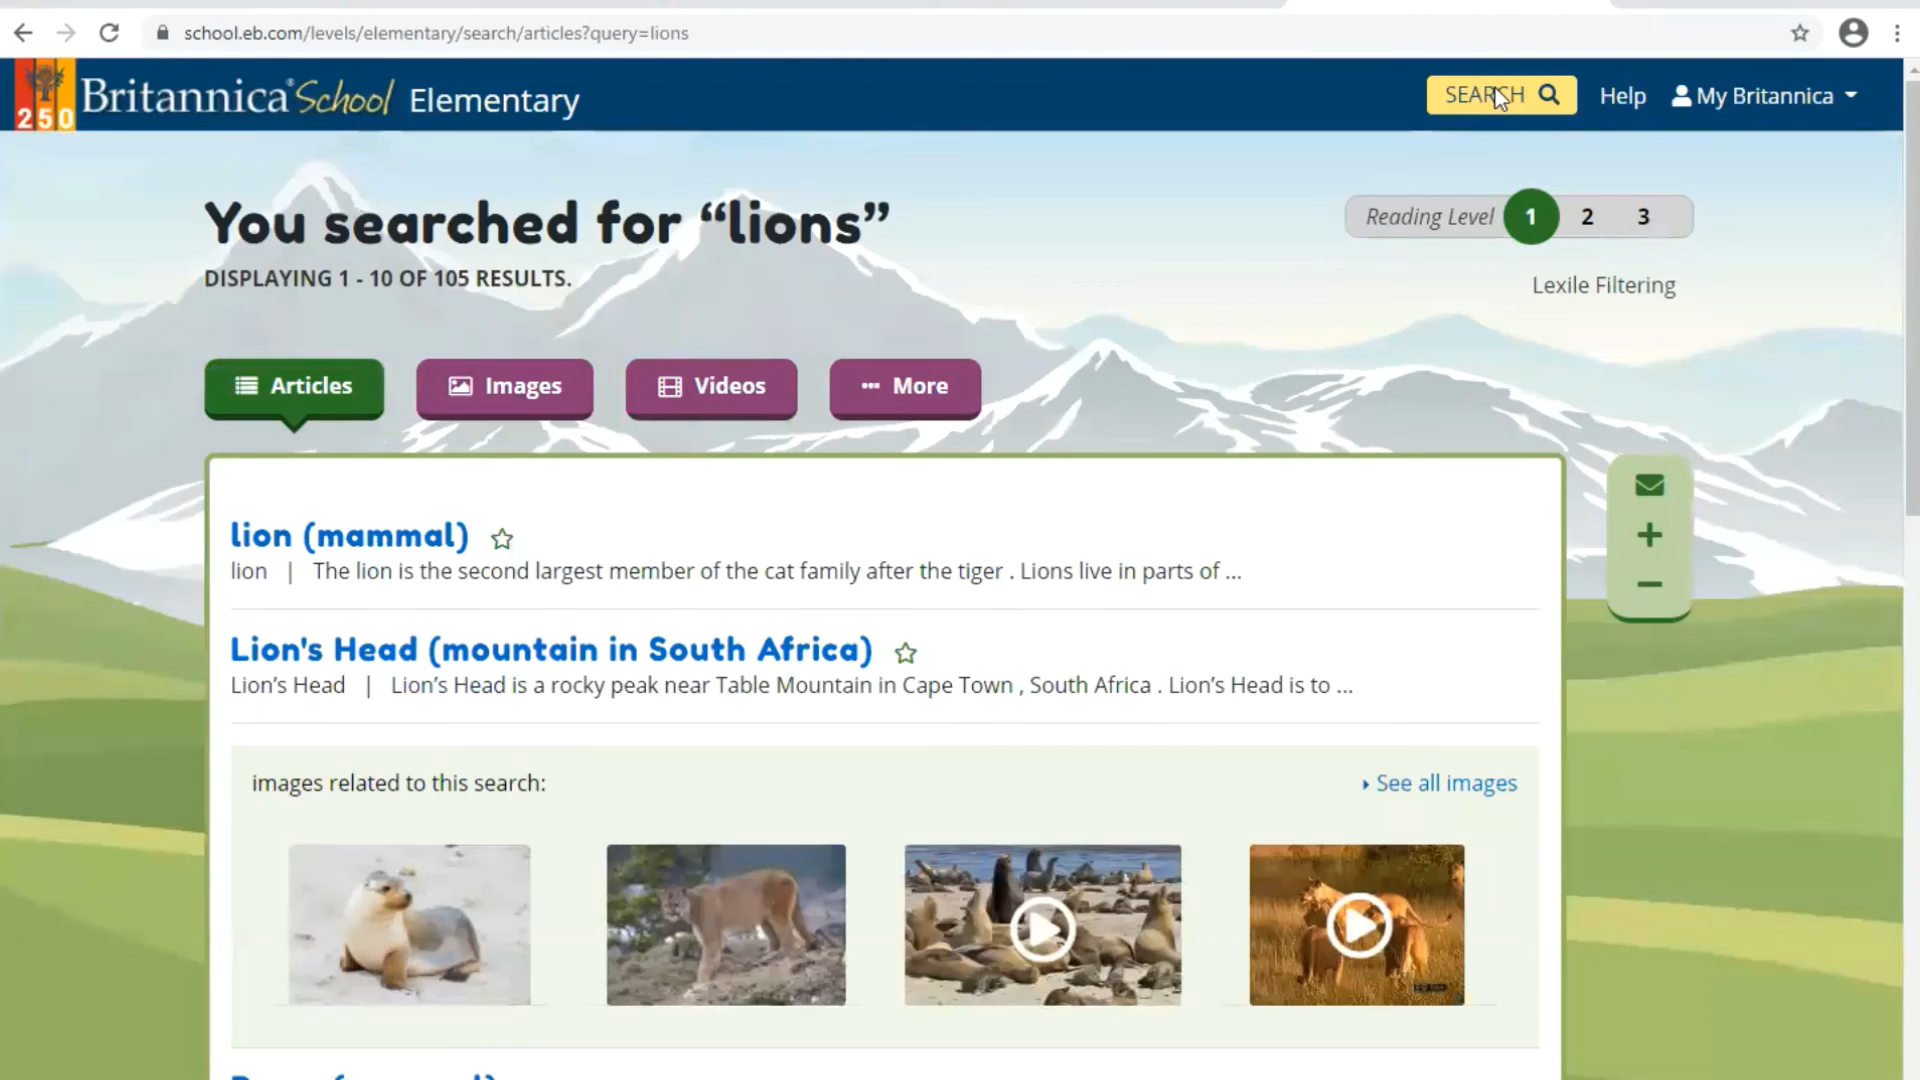 school.eb.com/levels/elementary/search/articles?query=lions
250 Britannica® School Elementary
SEARCH Help My Britannica
You searched for “lions”
Reading Level 1 2 3
DISPLAYING 1 - 10 OF 105 RESULTS.
Lexile Filtering
Articles Images Videos More
lion (mammal)
lion | The lion is the second largest member of the cat family after the tiger . Lions live in parts of ...
Lion's Head (mountain in South Africa)
Lion’s Head | Lion’s Head is a rocky peak near Table Mountain in Cape Town , South Africa . Lion’s Head is to ...
images related to this search:
See all images